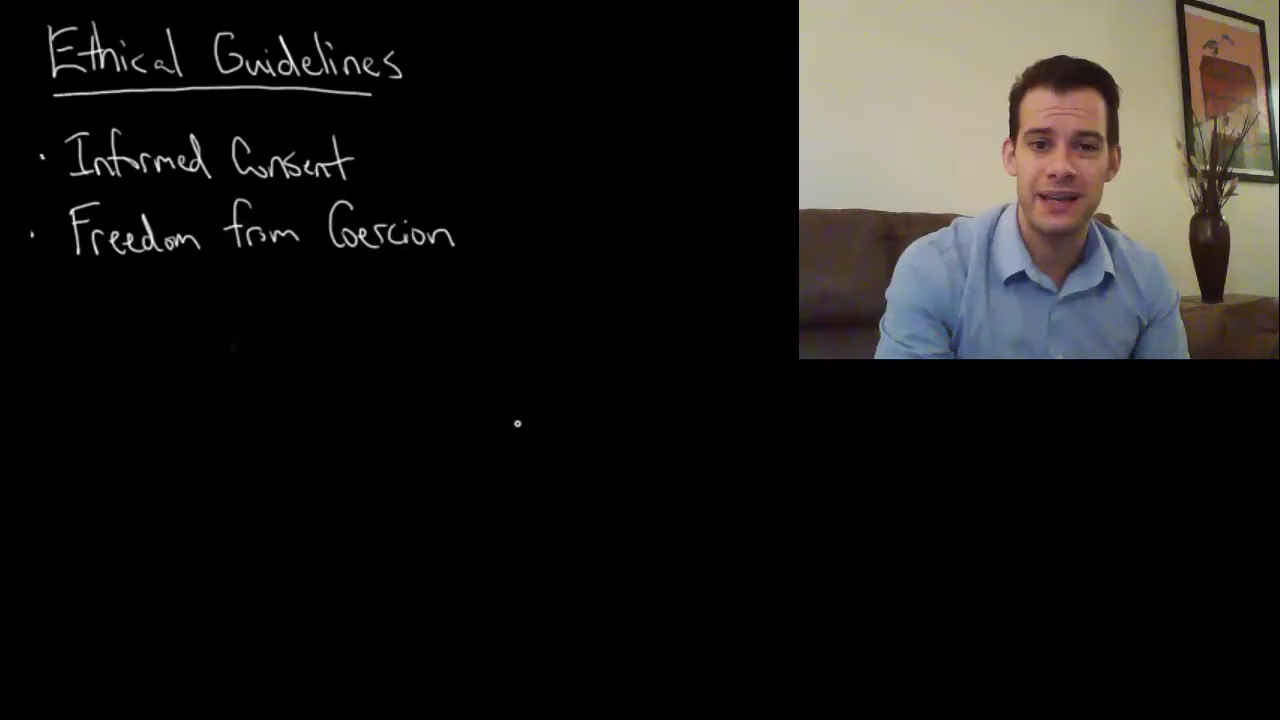 Ethical Guidelines
· Informed Consent
· Freedom from Coercion